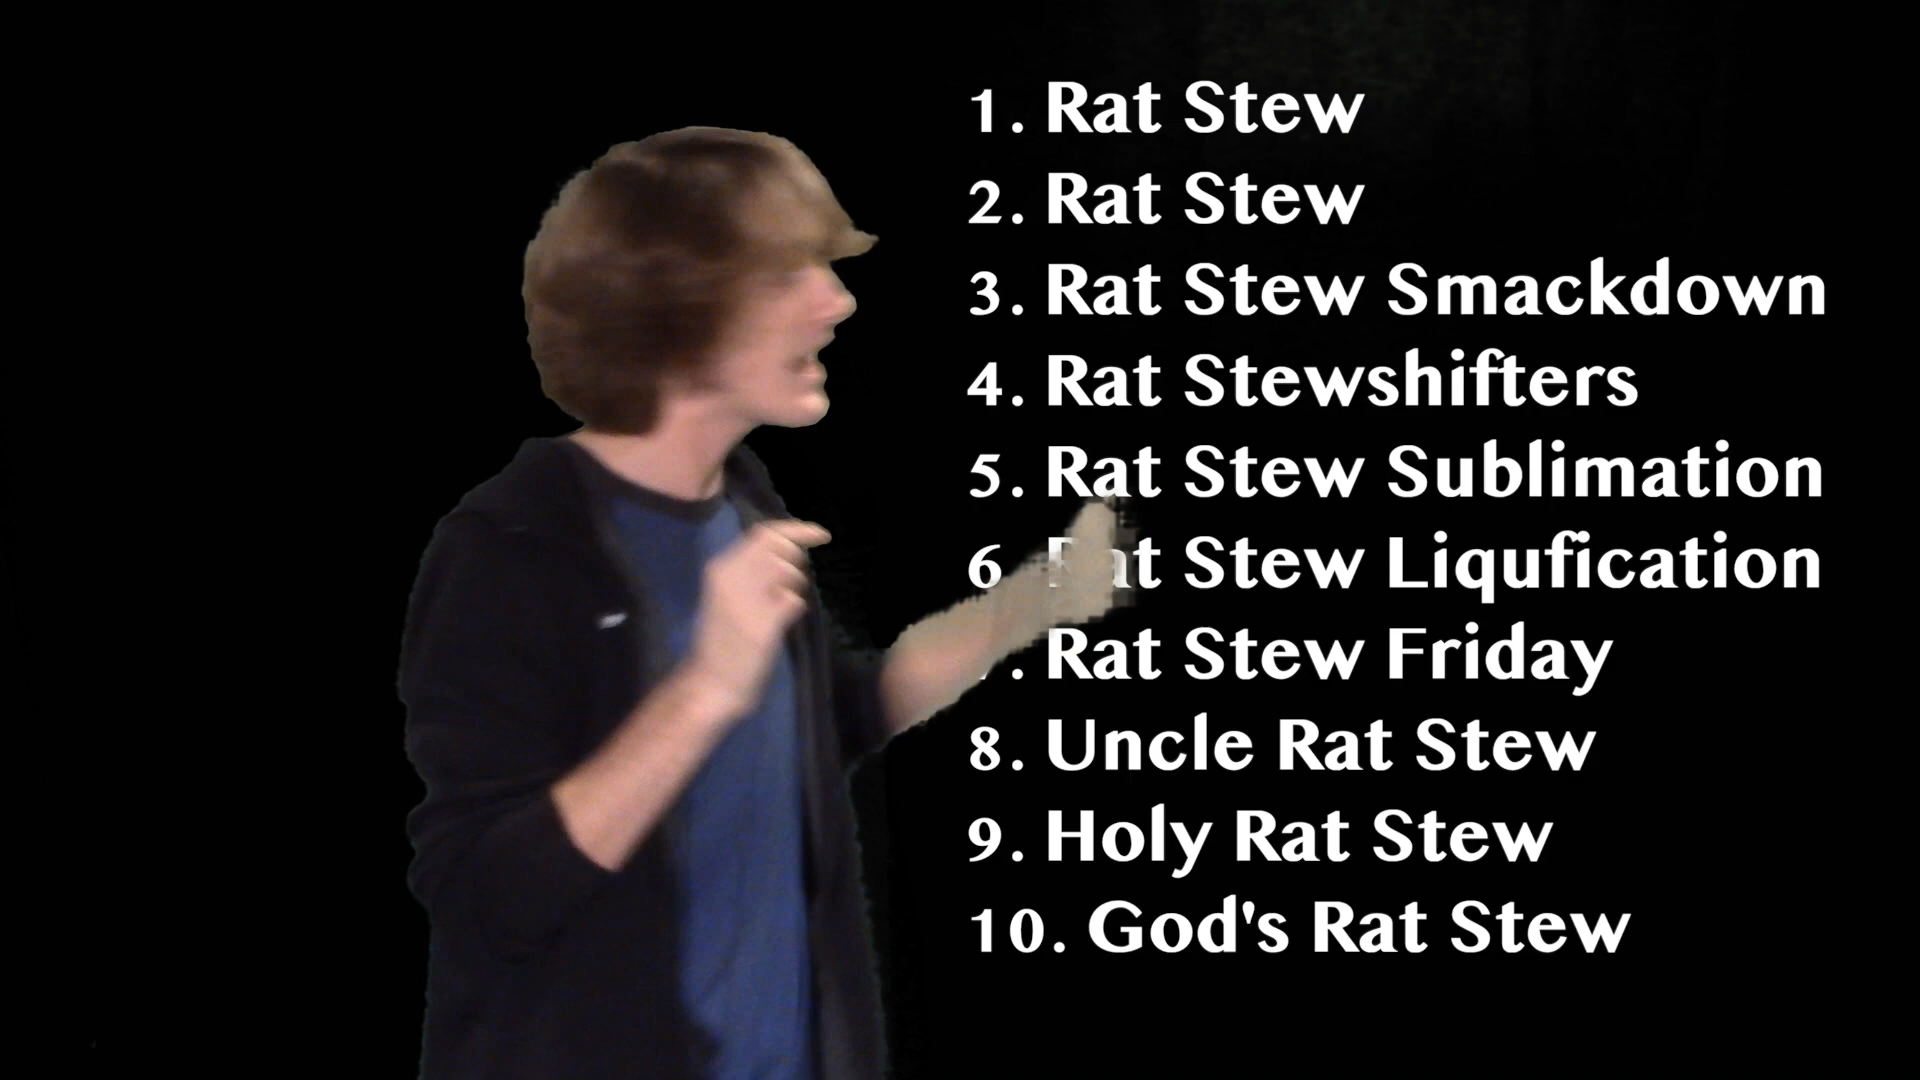 1. Rat Stew
2. Rat Stew
3. Rat Stew Smackdown
4. Rat Stewshifters
5. Rat Stew Sublimation
6 Rat Stew Liqufication
. Rat Stew Friday
8. Uncle Rat Stew
9. Holy Rat Stew
10. God's Rat Stew